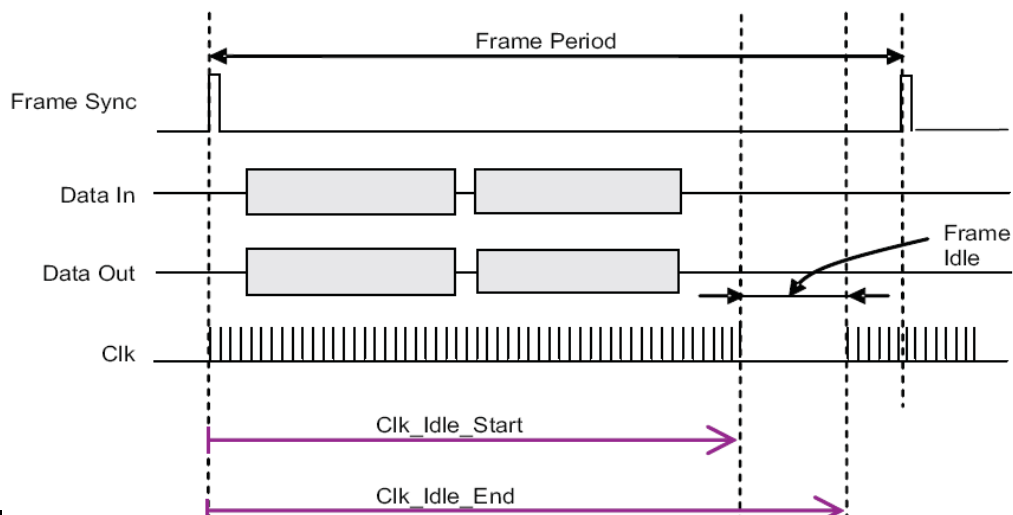 Frame Period
Frame Sync
Data In
Data Out
Frame
Idle
Clk
Clk_Idle_Start
Clk_Idle_End